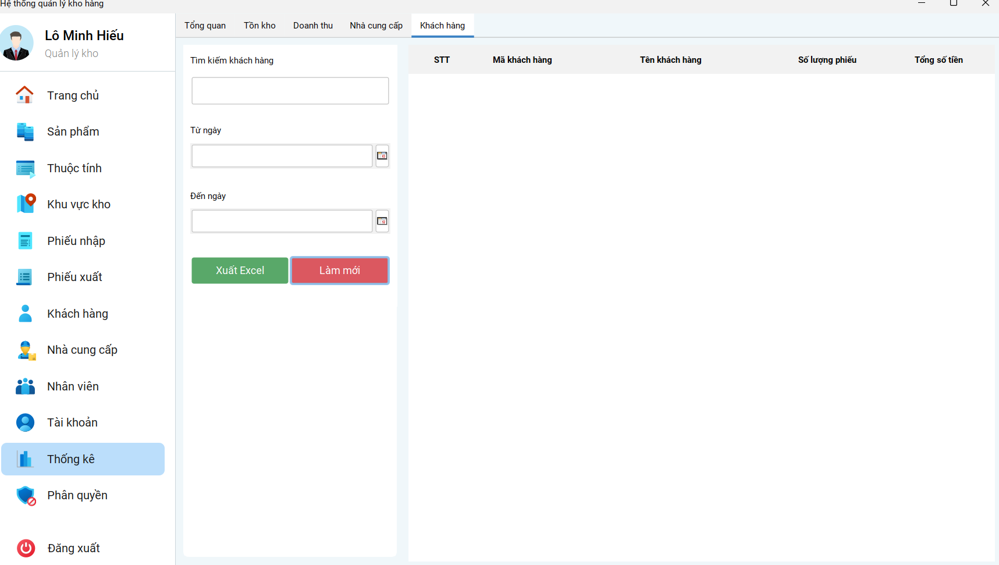 Hệ thống quản lý kho hàng
Lô Minh Hiếu
Quản lý kho
Trang chủ
Sản phẩm
Thuộc tính
Khu vực kho
Phiếu nhập
Phiếu xuất
Khách hàng
Nhà cung cấp
Nhân viên
Tài khoản
Thống kê
Phân quyền
Đăng xuất
Tổng quan Tồn kho Doanh thu Nhà cung cấp Khách hàng
Tìm kiếm khách hàng
Từ ngày
Đến ngày
Xuất Excel Làm mới
STT Mã khách hàng Tên khách hàng Số lượng phiếu Tổng số tiền